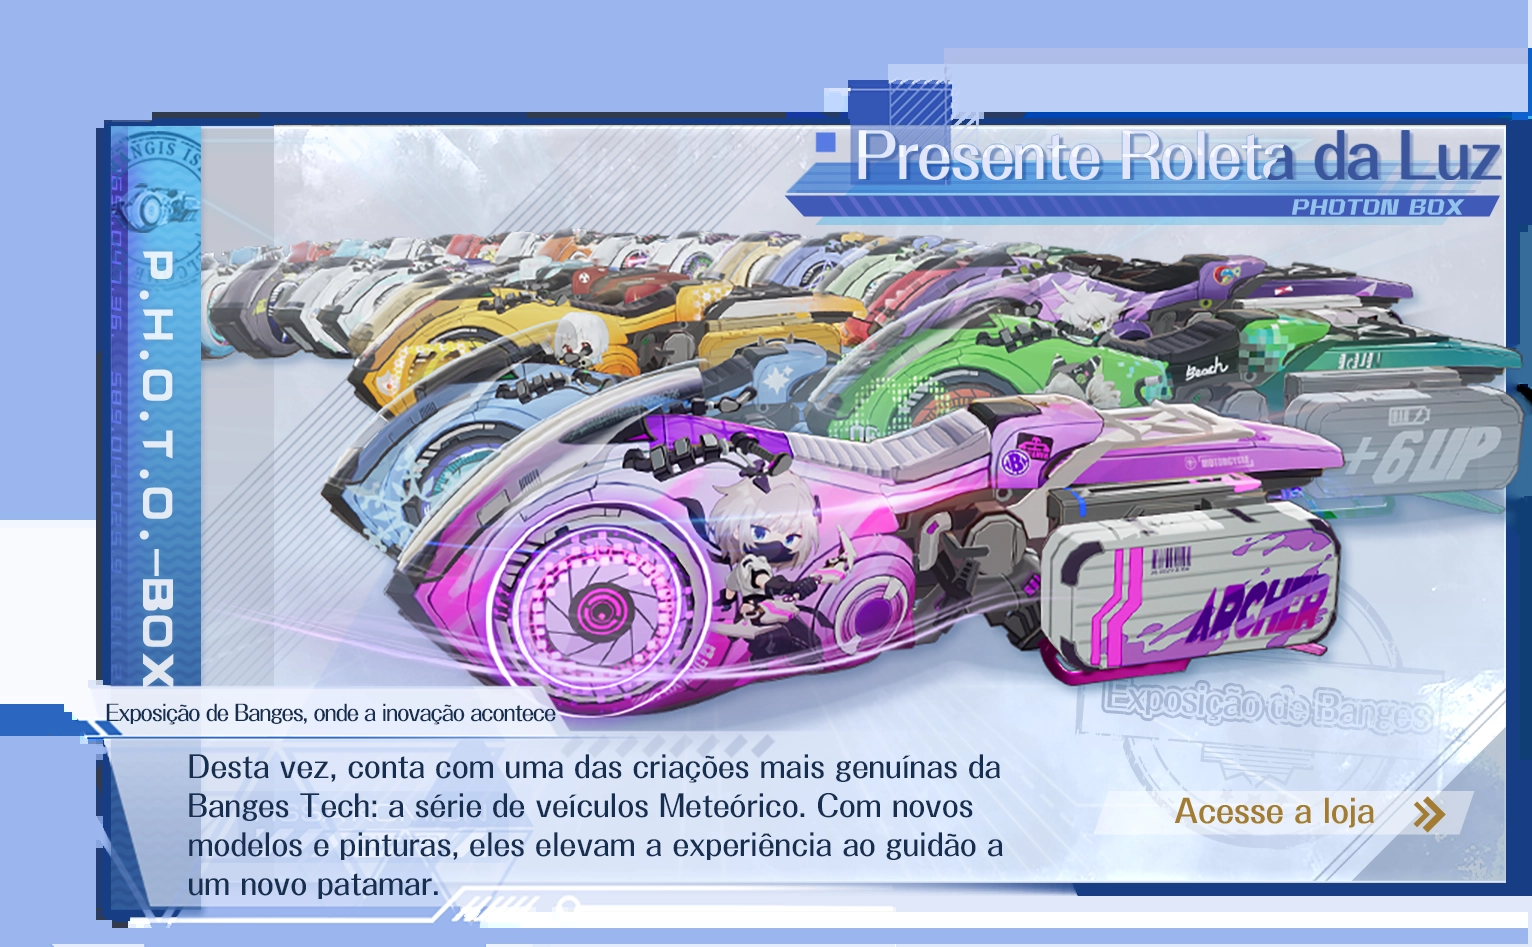 Presente Roleta da Luz
PHOTON BOX
P.H.O.T.O.-BOX
Beach
+6UP
MOTORCYCLE
ARCHER
Exposição de Banges
Exposição de Banges, onde a inovação acontece
Desta vez, conta com uma das criações mais genuínas da
Banges Tech: a série de veículos Meteórico. Com novos
modelos e pinturas, eles elevam a experiência ao guidão a
um novo patamar.
Acesse a loja